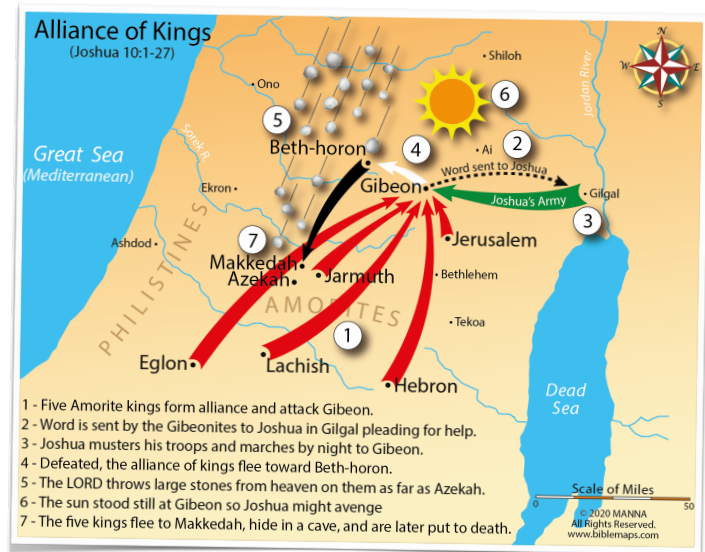 Alliance of Kings
(Joshua 10:1-27)
N
W
E
S
Shiloh
Jordan River
Ono
6
5
Sorek R.
4
2
Ai
Beth-horon
Great Sea
(Mediterranean)
Word sent to Joshua
Gibeon
Ekron
Gilgal
Joshua's Army
3
7
Jerusalem
Ashdod
PHILISTINES
Makkedah
Azekah
Jarmuth
Bethlehem
AMORITES
Tekoa
1
Eglon
Lachish
Hebron
Dead
Sea
1 - Five Amorite kings form alliance and attack Gibeon.
2 - Word is sent by the Gibeonites to Joshua in Gilgal pleading for help.
3 - Joshua musters his troops and marches by night to Gibeon.
4 - Defeated, the alliance of kings flee toward Beth-horon.
5 - The LORD throws large stones from heaven on them as far as Azekah.
6 - The sun stood still at Gibeon so Joshua might avenge
7 - The five kings flee to Makkedah, hide in a cave, and are later put to death.
Scale of Miles
0
50
© 2020 MANNA
All Rights Reserved.
www.biblemaps.com